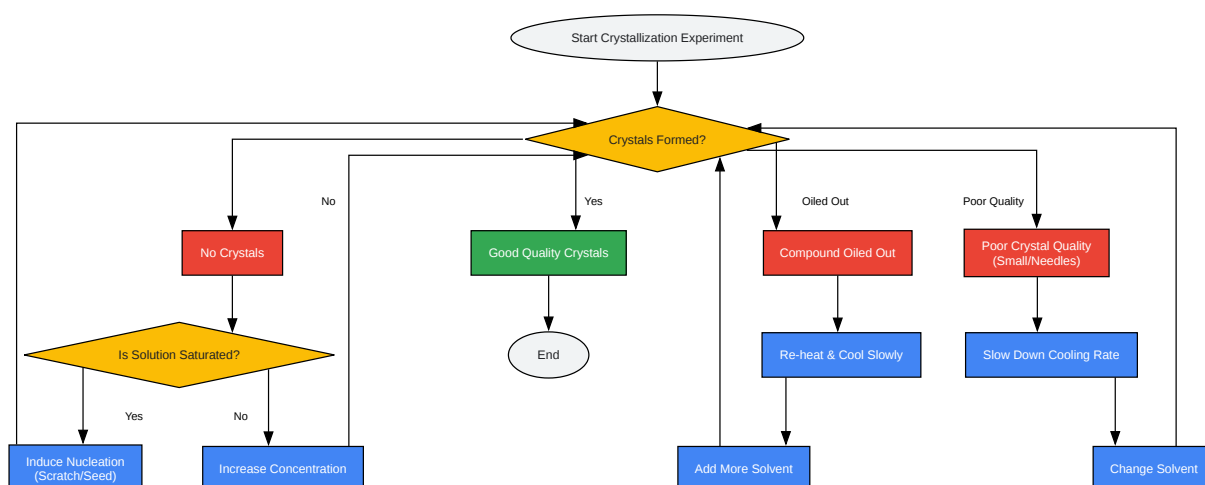 Start Crystallization Experiment
Crystals Formed?
No
Yes
Oiled Out
Poor Quality
No Crystals
Good Quality Crystals
Compound Oiled Out
Poor Crystal Quality
(Small/Needles)
Is Solution Saturated?
End
Re-heat & Cool Slowly
Slow Down Cooling Rate
Yes
No
Induce Nucleation
(Scratch/Seed)
Increase Concentration
Add More Solvent
Change Solvent